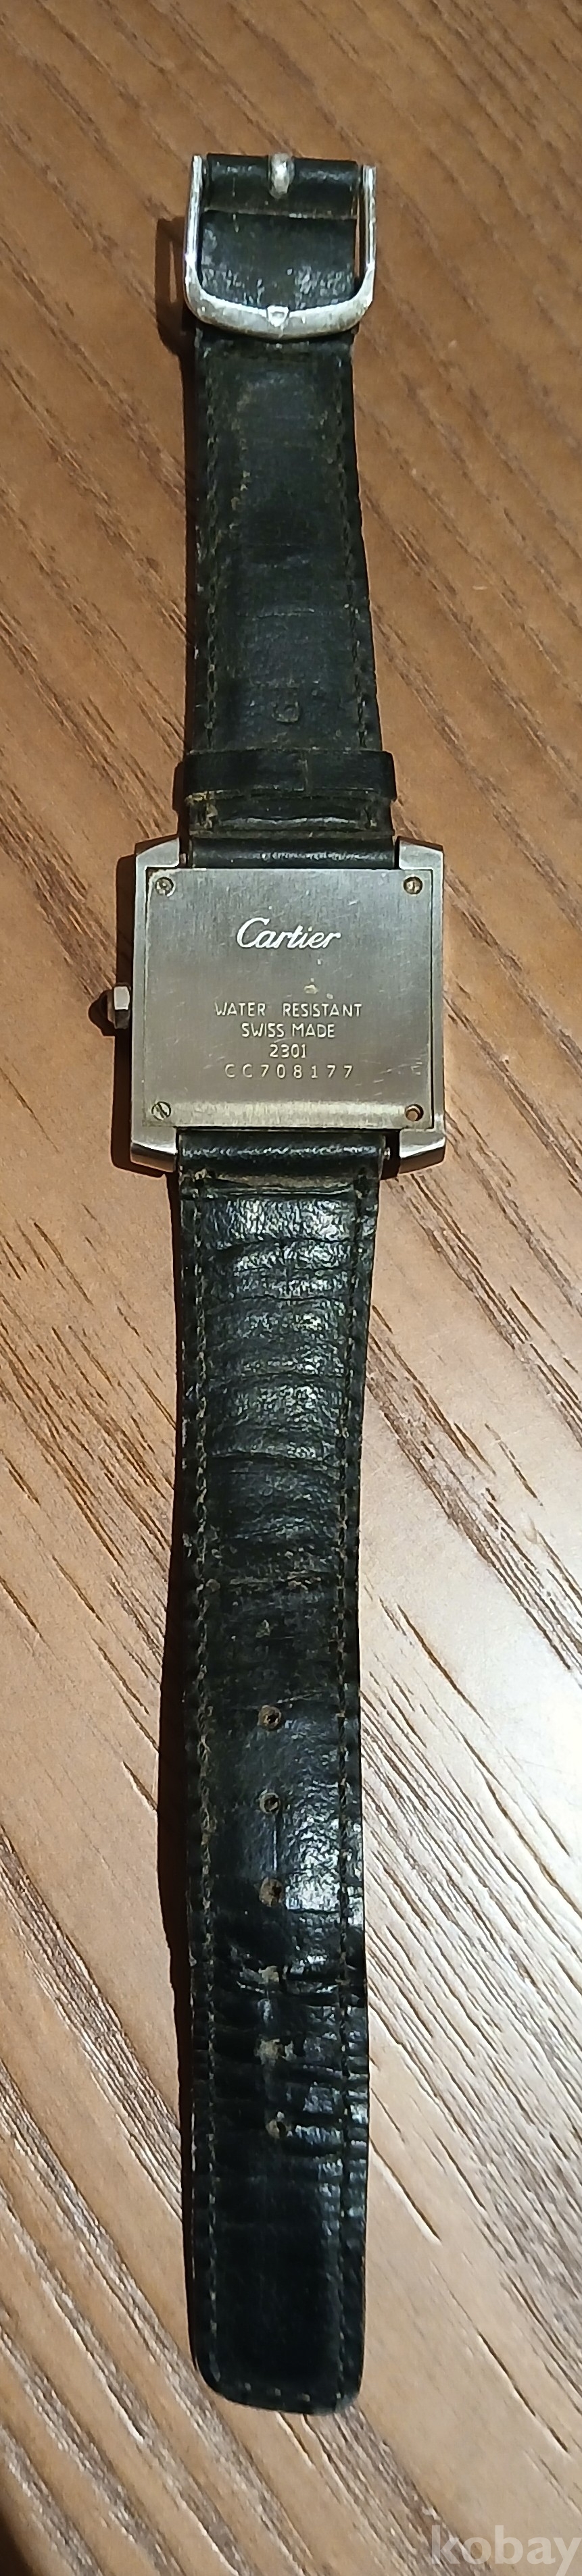 Cartier
WATER RESISTANT
SWISS MADE
2301
CC708177
kobay